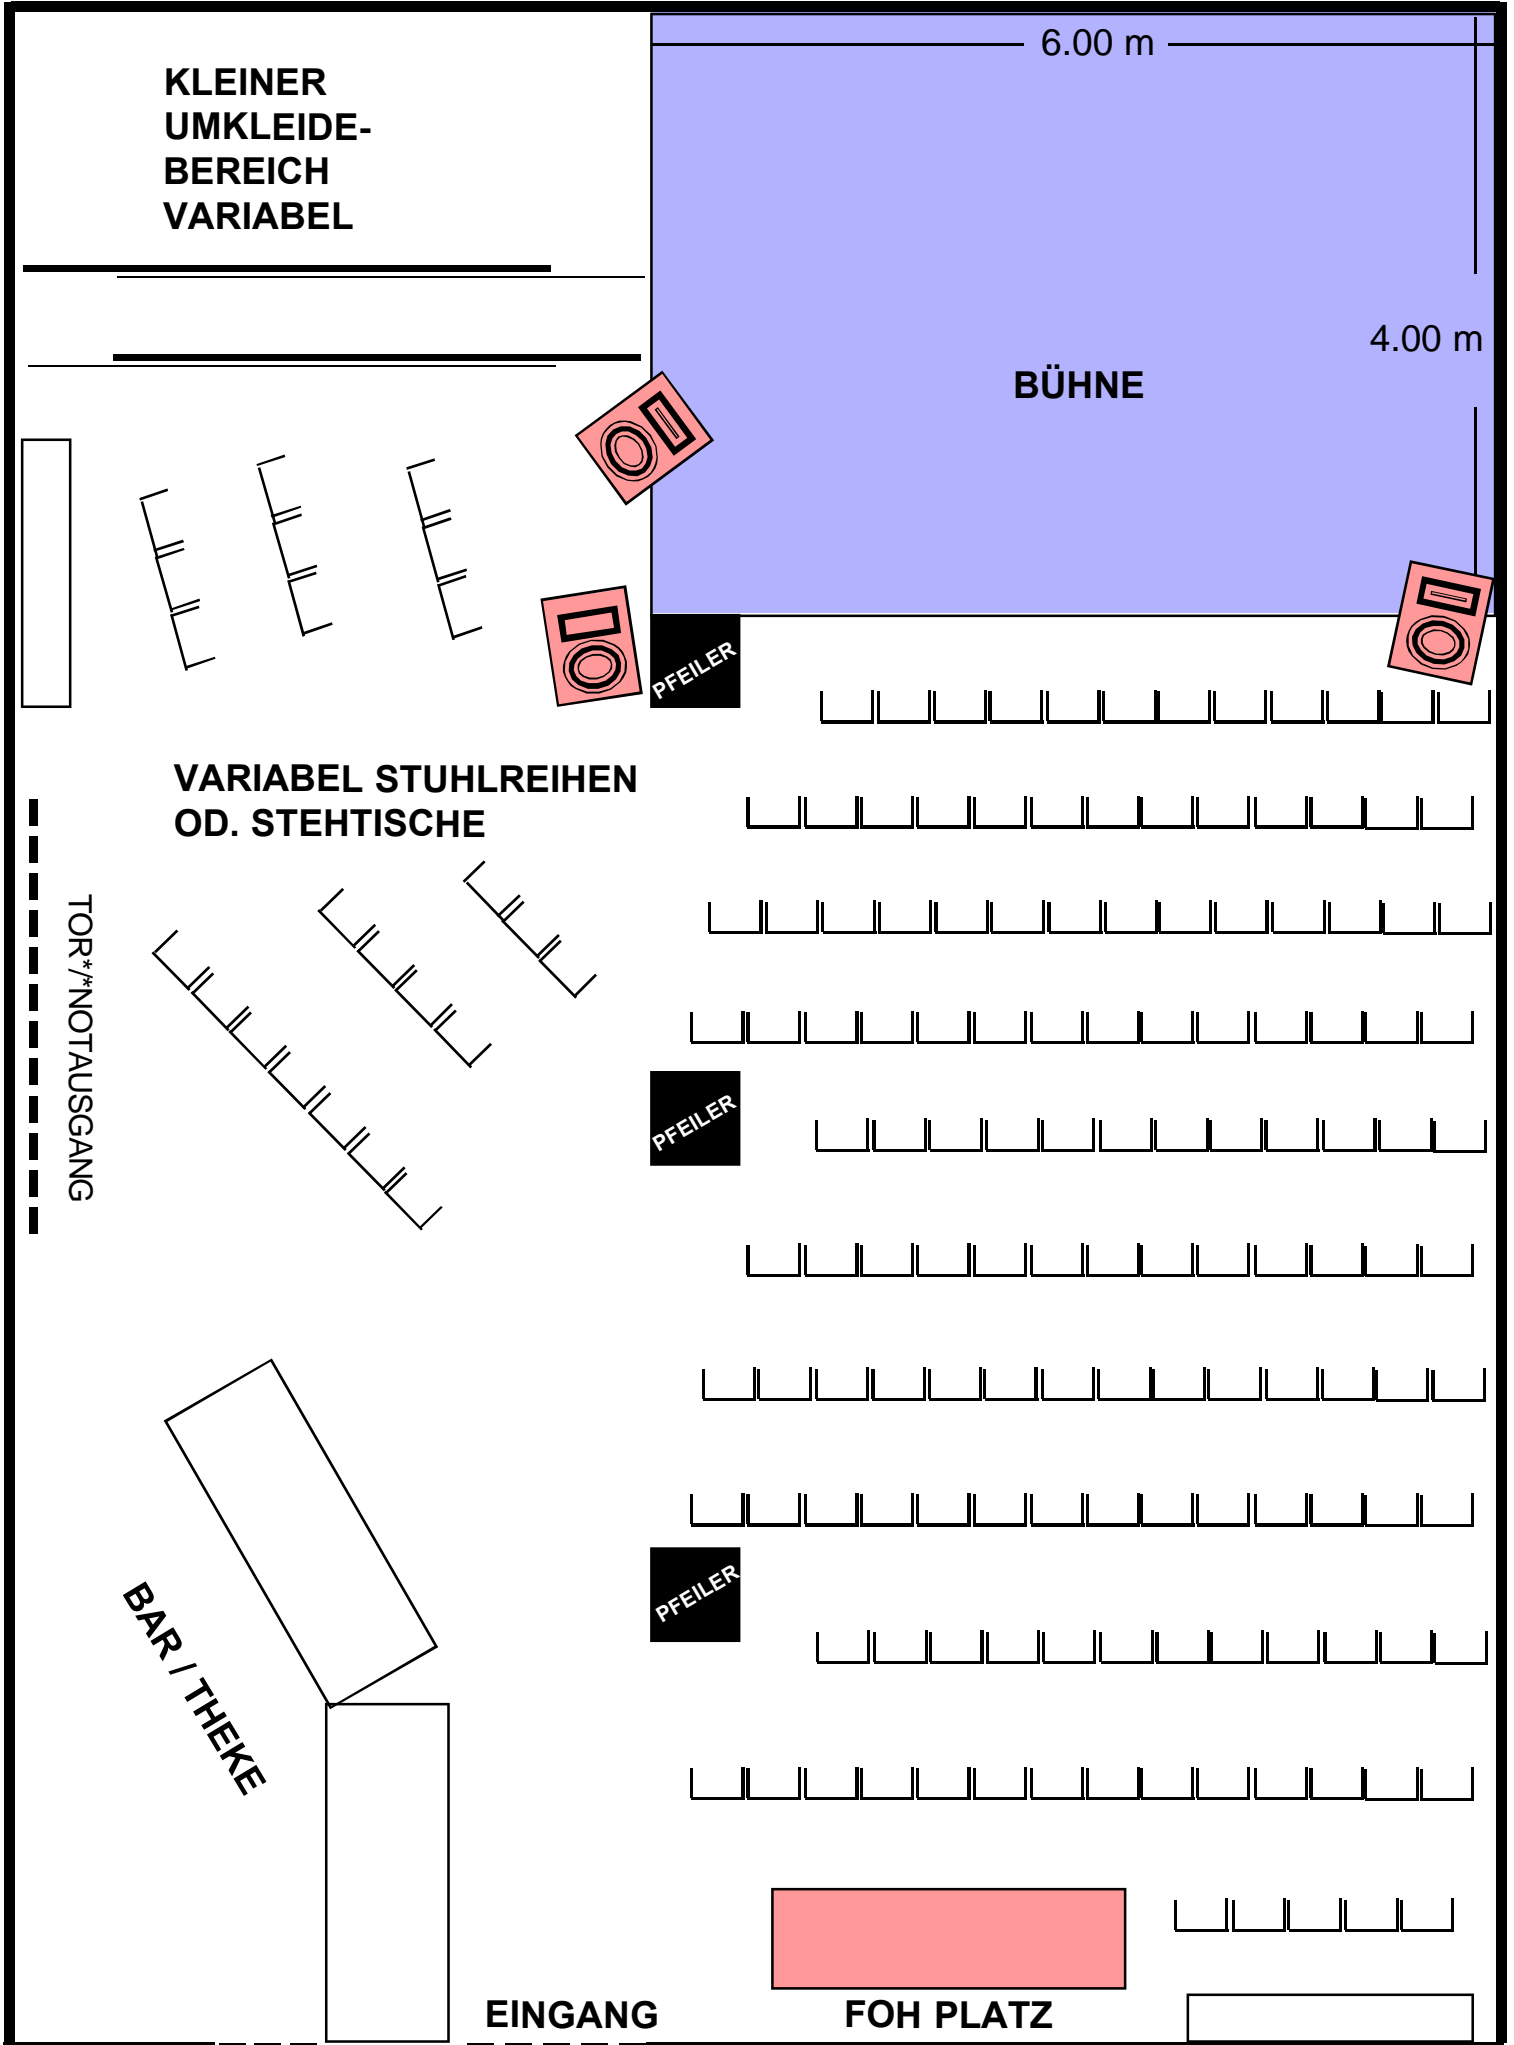 6.00 m
KLEINER
UMKLEIDE-
BEREICH
VARIABEL
4.00 m
BÜHNE
PFEILER
VARIABEL STUHLREIHEN
OD. STEHTISCHE
TOR*/*NOTAUSGANG
PFEILER
PFEILER
BAR / THEKE
EINGANG
FOH PLATZ